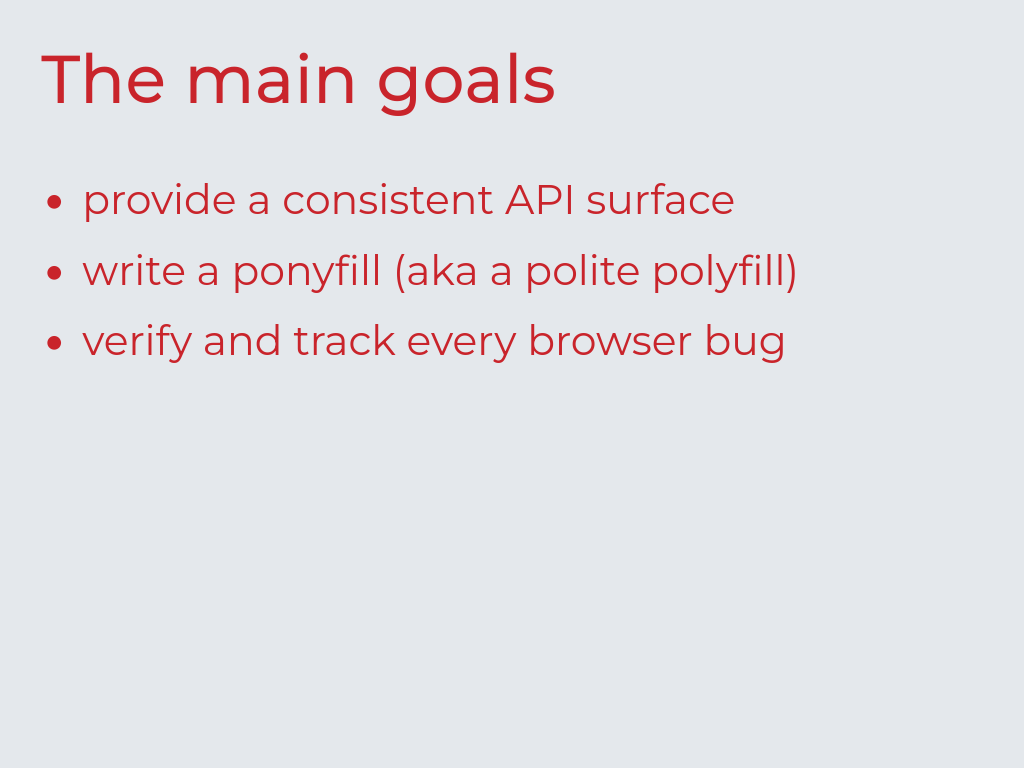 The main goals
• provide a consistent API surface
• write a ponyfill (aka a polite polyfill)
• verify and track every browser bug